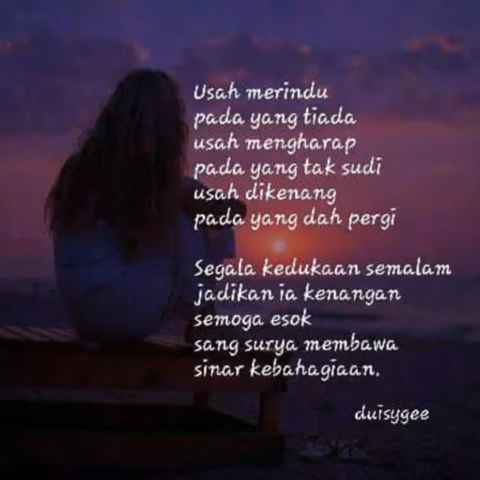 Usah merindu
pada yang tiada
usah mengharap
pada yang tak sudi
usah dikenang
pada yang dah pergi
Segala kedukaan semalam
jadikan ia kenangan
semoga esok
sang surya membawa
sinar kebahagiaan.
duisygee